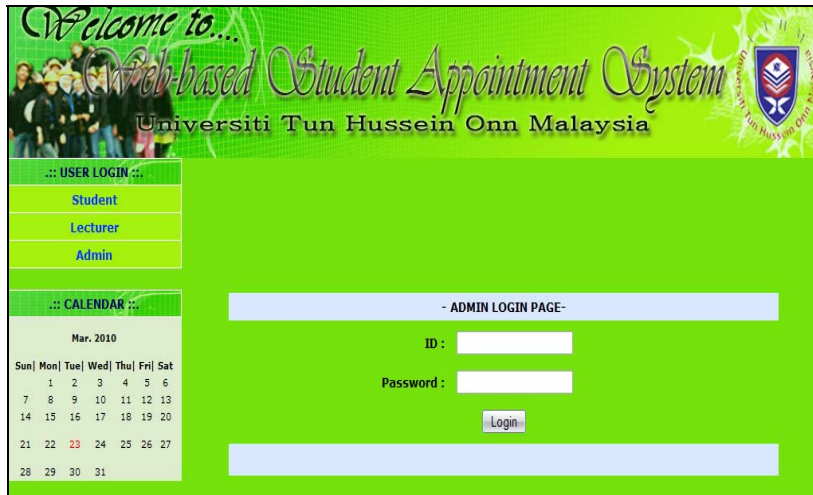 Welcome to....
Web-based Student Appointment System
Universiti Tun Hussein Onn Malaysia
.:: USER LOGIN ::.
Student
Lecturer
Admin
.:: CALENDAR ::.
Mar. 2010
Sun| Mon| Tue| Wed| Thu| Fri| Sat
1 2 3 4 5 6
7 8 9 10 11 12 13
14 15 16 17 18 19 20
21 22 23 24 25 26 27
28 29 30 31
- ADMIN LOGIN PAGE-
ID :
Password :
Login